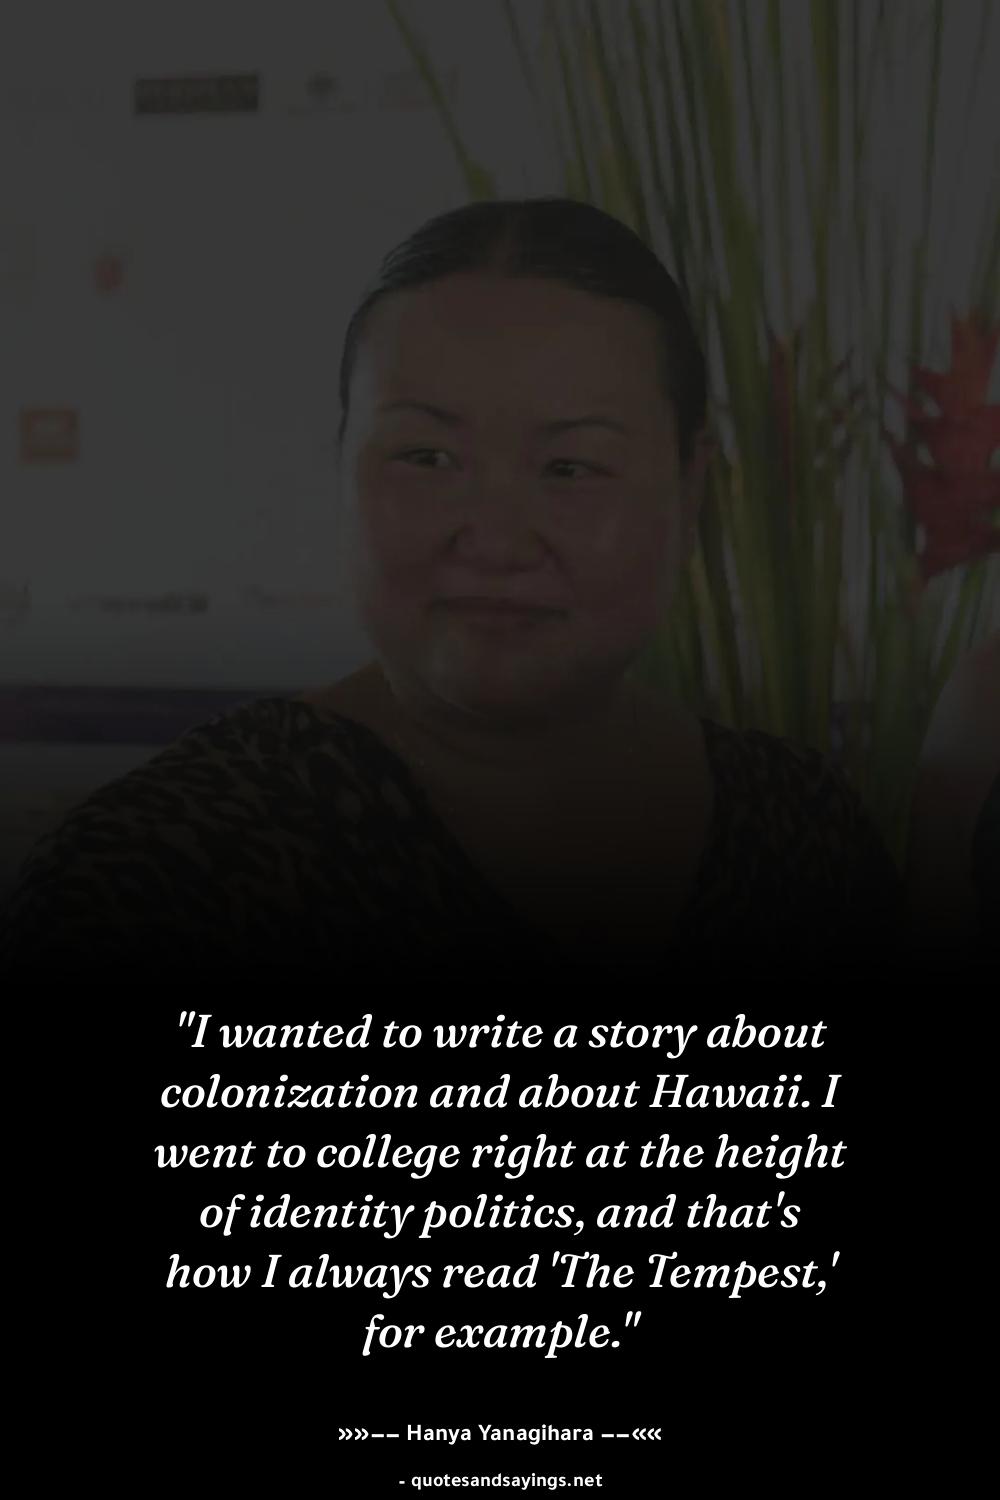 "I wanted to write a story about
colonization and about Hawaii. I
went to college right at the height
of identity politics, and that's
how I always read 'The Tempest,'
for example."
»»−− Hanya Yanagihara −−««
- quotesandsayings.net